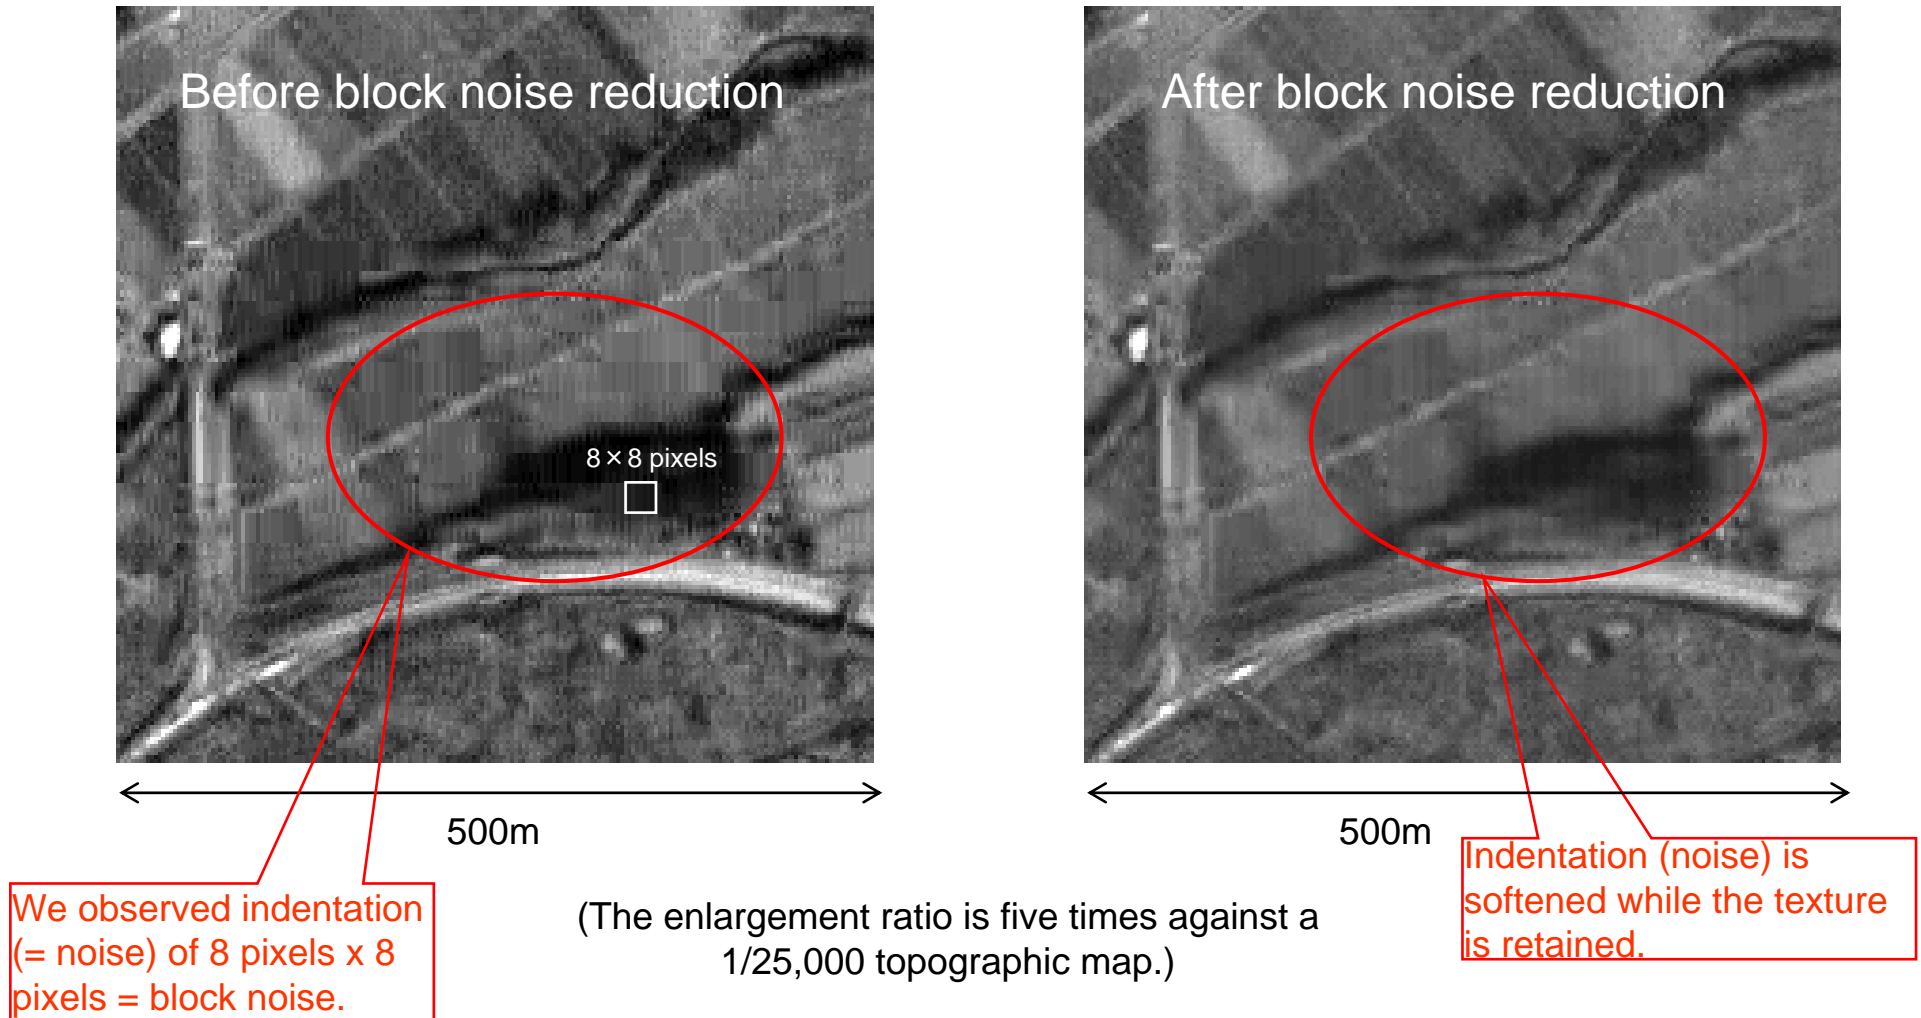 Before block noise reduction
After block noise reduction
8×8 pixels
500m
500m
We observed indentation
(= noise) of 8 pixels x 8
pixels = block noise.
(The enlargement ratio is five times against a
1/25,000 topographic map.)
Indentation (noise) is
softened while the texture
is retained.